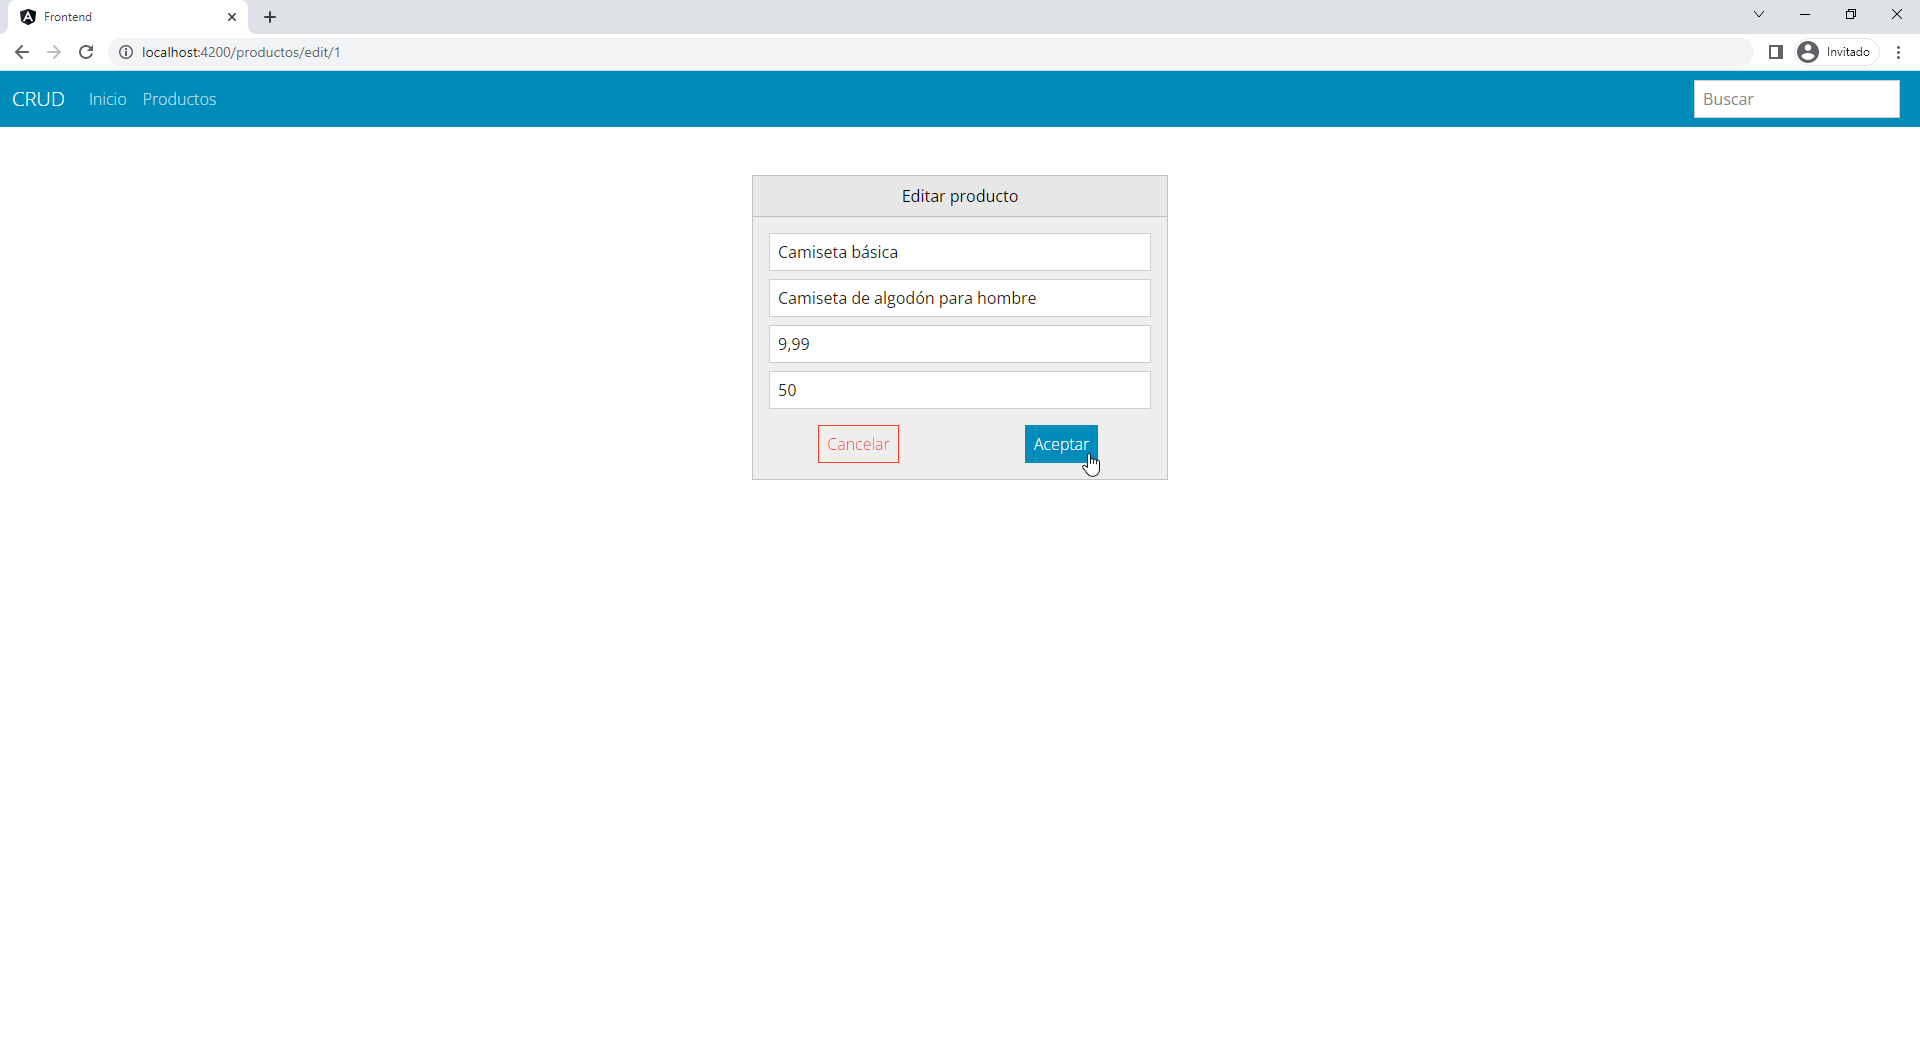 Frontend
localhost:4200/productos/edit/1
Invitado
CRUD Inicio Productos Buscar
Editar producto
Camiseta básica
Camiseta de algodón para hombre
9,99
50
Cancelar Aceptar